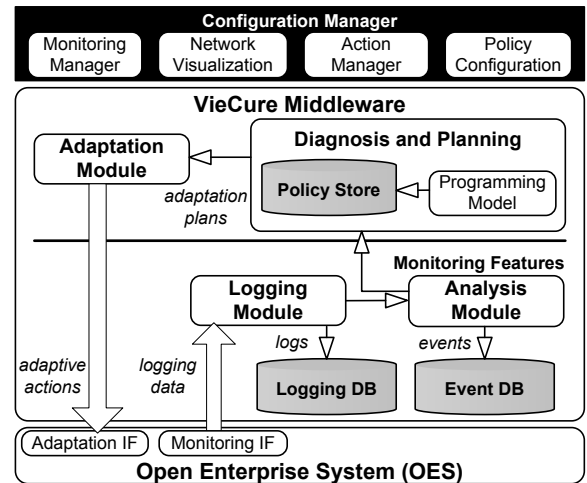 Configuration Manager
Monitoring
Manager
Network
Visualization
Action
Manager
Policy
Configuration
VieCure Middleware
Adaptation
Module
Diagnosis and Planning
Policy Store
Programming
Model
adaptation
plans
Monitoring Features
Logging
Module
Analysis
Module
logs
events
adaptive
actions
logging
data
Logging DB
Event DB
Adaptation IF
Monitoring IF
Open Enterprise System (OES)